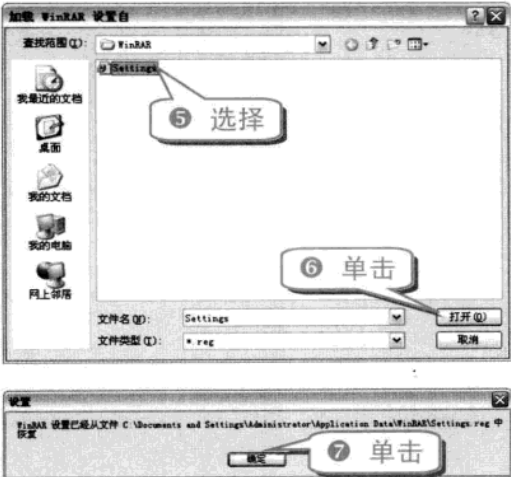 加载 WinRAR 设置自
查找范围(I): WinRAR
Settings
我最近的文档
❺ 选择
桌面
我的文档
我的电脑
❻ 单击
网上邻居
文件名(N): Settings 打开(O)
文件类型(T): *.reg 取消
设置
WinRAR 设置已经从文件 C:\Documents and Settings\Administrator\Application Data\WinRAR\Settings.reg 中
恢复
确定
❼ 单击